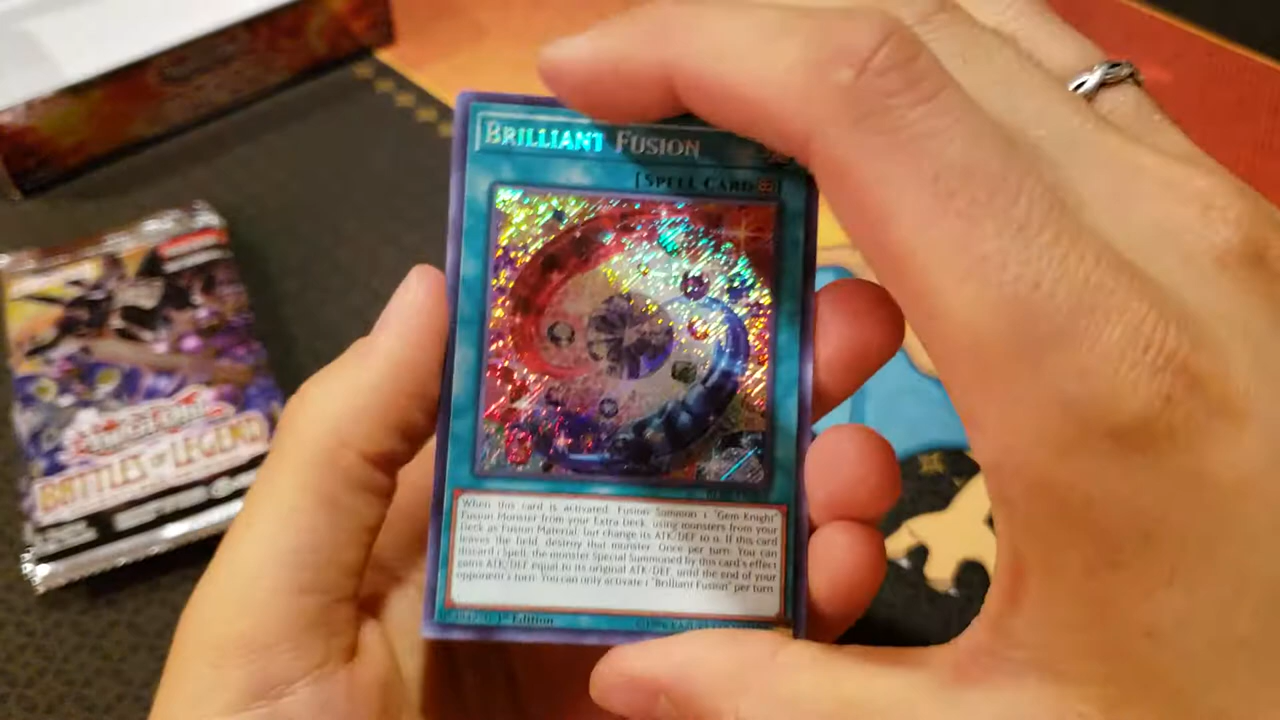 BRILLIANT FUSION
[SPELL CARD
When this card is activated: Fusion Summon 1 "Gem-Knight"
Fusion Monster from your Extra Deck, using monsters from your
Deck as Fusion Material, but change its ATK/DEF to 0. If this card
leaves the field, destroy that monster. Once per turn: You can
discard 1 Spell; the monster Special Summoned by this card's effect
gains ATK/DEF equal to its original ATK/DEF, until the end of your
opponent's turn. You can only activate 1 "Brilliant Fusion" per turn.
1st Edition
BATTLES OF LEGEND